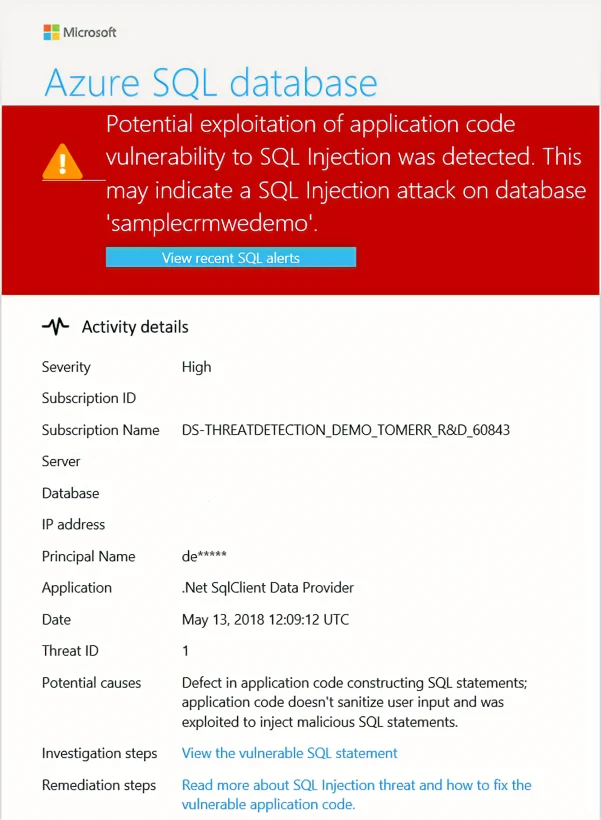 Microsoft
Azure SQL database
Potential exploitation of application code
vulnerability to SQL Injection was detected. This
may indicate a SQL Injection attack on database
'samplecrmwedemo'.
View recent SQL alerts
Activity details
Severity High
Subscription ID
Subscription Name DS-THREATDETECTION_DEMO_TOMERR_R&D_60843
Server
Database
IP address
Principal Name de*****
Application .Net SqlClient Data Provider
Date May 13, 2018 12:09:12 UTC
Threat ID 1
Potential causes Defect in application code constructing SQL statements;
application code doesn't sanitize user input and was
exploited to inject malicious SQL statements.
Investigation steps View the vulnerable SQL statement
Remediation steps Read more about SQL Injection threat and how to fix the
vulnerable application code.